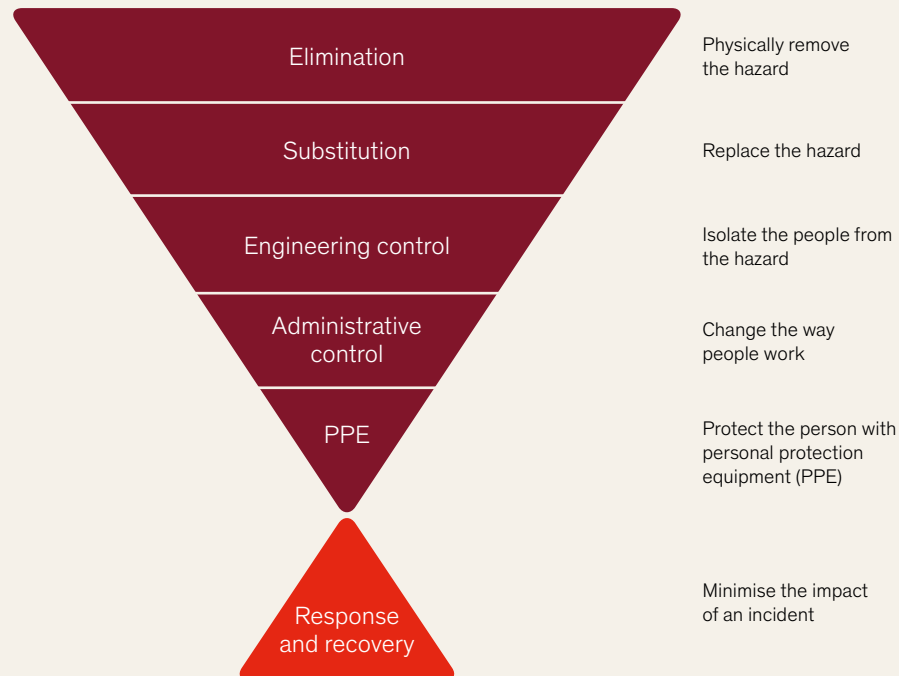 Elimination
Physically remove
the hazard
Substitution
Replace the hazard
Engineering control
Isolate the people from
the hazard
Administrative
control
Change the way
people work
PPE
Protect the person with
personal protection
equipment (PPE)
Response
and recovery
Minimise the impact
of an incident